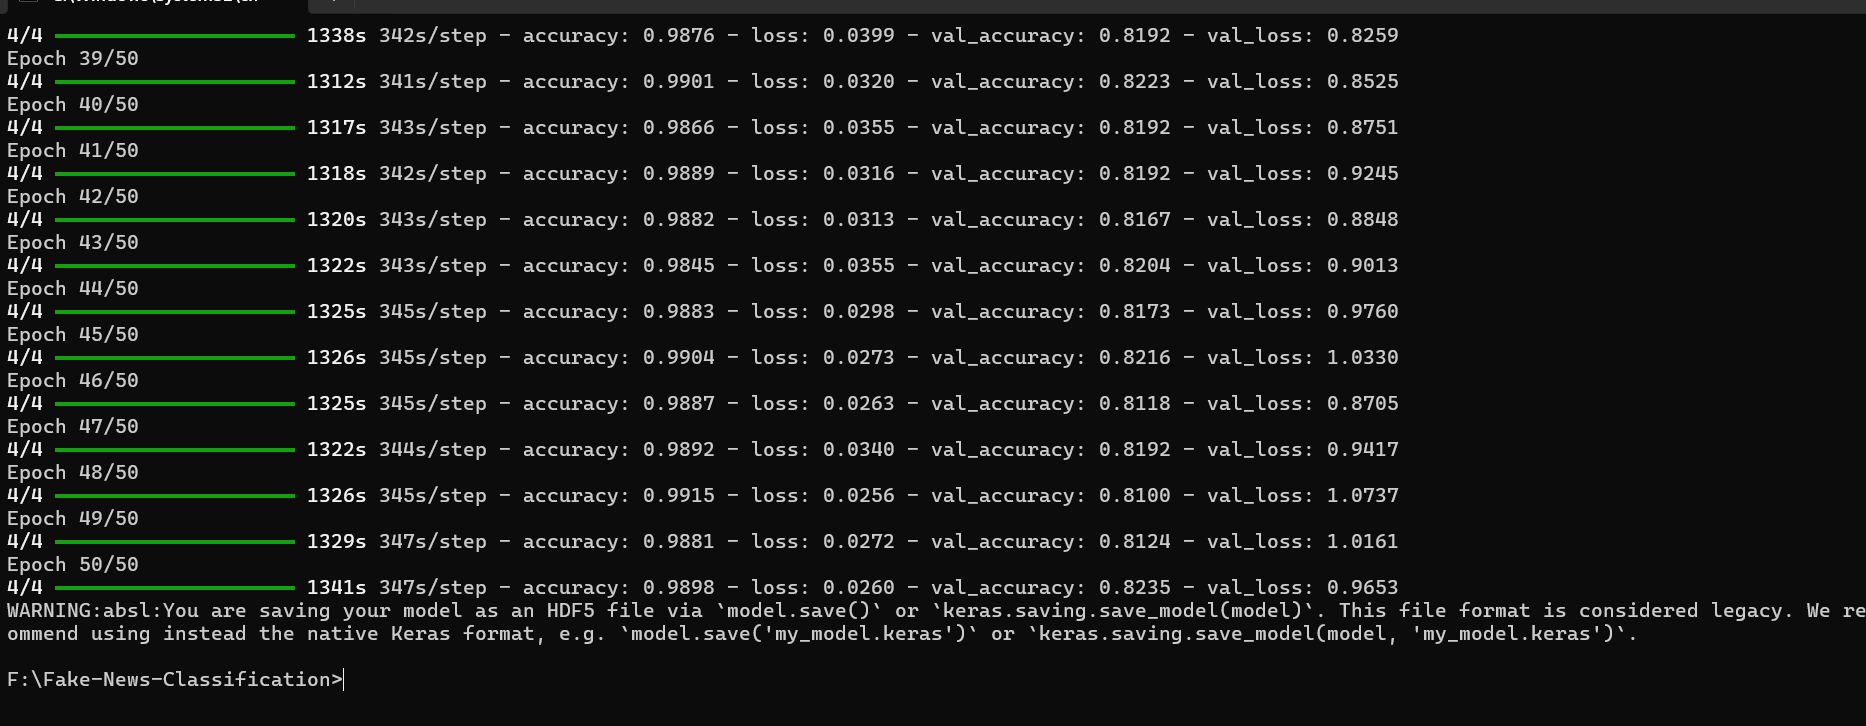 4/4 1338s 342s/step - accuracy: 0.9876 - loss: 0.0399 - val_accuracy: 0.8192 - val_loss: 0.8259
Epoch 39/50
4/4 1312s 341s/step - accuracy: 0.9901 - loss: 0.0320 - val_accuracy: 0.8223 - val_loss: 0.8525
Epoch 40/50
4/4 1317s 343s/step - accuracy: 0.9866 - loss: 0.0355 - val_accuracy: 0.8192 - val_loss: 0.8751
Epoch 41/50
4/4 1318s 342s/step - accuracy: 0.9889 - loss: 0.0316 - val_accuracy: 0.8192 - val_loss: 0.9245
Epoch 42/50
4/4 1320s 343s/step - accuracy: 0.9882 - loss: 0.0313 - val_accuracy: 0.8167 - val_loss: 0.8848
Epoch 43/50
4/4 1322s 343s/step - accuracy: 0.9845 - loss: 0.0355 - val_accuracy: 0.8204 - val_loss: 0.9013
Epoch 44/50
4/4 1325s 345s/step - accuracy: 0.9883 - loss: 0.0298 - val_accuracy: 0.8173 - val_loss: 0.9760
Epoch 45/50
4/4 1326s 345s/step - accuracy: 0.9904 - loss: 0.0273 - val_accuracy: 0.8216 - val_loss: 1.0330
Epoch 46/50
4/4 1325s 345s/step - accuracy: 0.9887 - loss: 0.0263 - val_accuracy: 0.8118 - val_loss: 0.8705
Epoch 47/50
4/4 1322s 344s/step - accuracy: 0.9892 - loss: 0.0340 - val_accuracy: 0.8192 - val_loss: 0.9417
Epoch 48/50
4/4 1326s 345s/step - accuracy: 0.9915 - loss: 0.0256 - val_accuracy: 0.8100 - val_loss: 1.0737
Epoch 49/50
4/4 1329s 347s/step - accuracy: 0.9881 - loss: 0.0272 - val_accuracy: 0.8124 - val_loss: 1.0161
Epoch 50/50
4/4 1341s 347s/step - accuracy: 0.9898 - loss: 0.0260 - val_accuracy: 0.8235 - val_loss: 0.9653
WARNING:absl:You are saving your model as an HDF5 file via `model.save()` or `keras.saving.save_model(model)`. This file format is considered legacy. We re
ommend using instead the native Keras format, e.g. `model.save('my_model.keras')` or `keras.saving.save_model(model, 'my_model.keras')`.
F:\Fake-News-Classification>